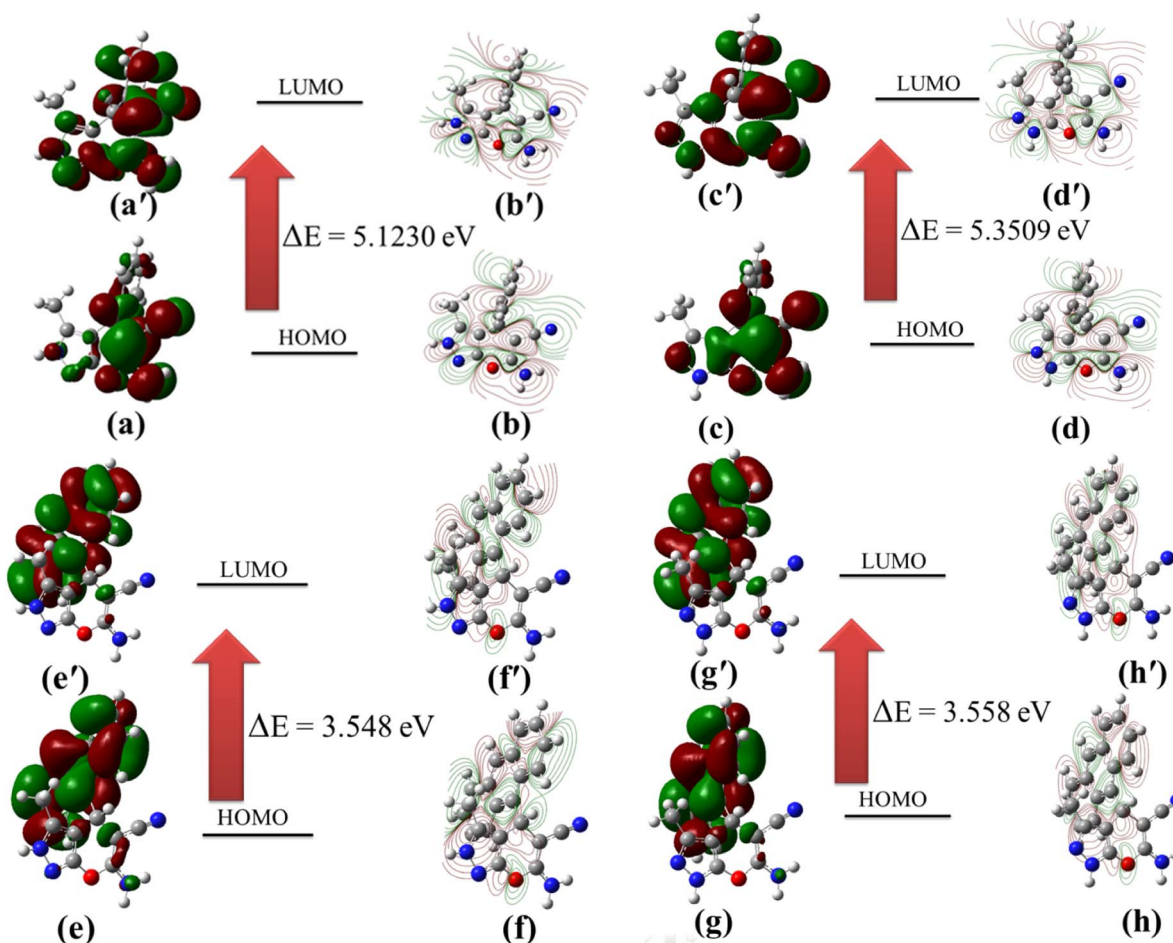 LUMO
LUMO
(a′)
(b′)
(c′)
(d′)
ΔE = 5.1230 eV
ΔE = 5.3509 eV
HOMO
HOMO
(a)
(b)
(c)
(d)
LUMO
LUMO
(e′)
(f′)
(g′)
(h′)
ΔE = 3.548 eV
ΔE = 3.558 eV
HOMO
HOMO
(e)
(f)
(g)
(h)